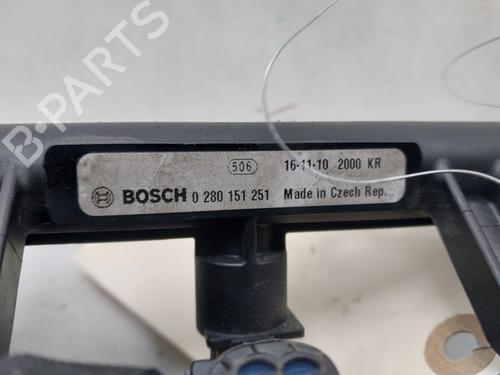 B-PARTS
506 16-11-10 2000 KR
BOSCH 0 280 151 251 Made in Czech Rep.